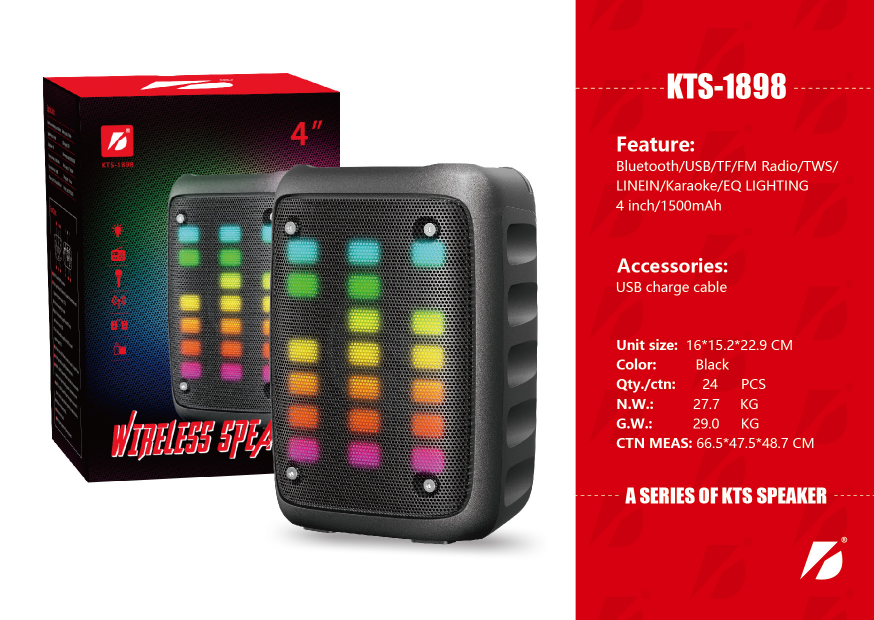 KTS-1898
4"
WIRELESS SPEA
KTS-1898
Feature:
Bluetooth/USB/TF/FM Radio/TWS/
LINEIN/Karaoke/EQ LIGHTING
4 inch/1500mAh
Accessories:
USB charge cable
Unit size: 16*15.2*22.9 CM
Color: Black
Qty./ctn: 24 PCS
N.W.: 27.7 KG
G.W.: 29.0 KG
CTN MEAS: 66.5*47.5*48.7 CM
A SERIES OF KTS SPEAKER
®